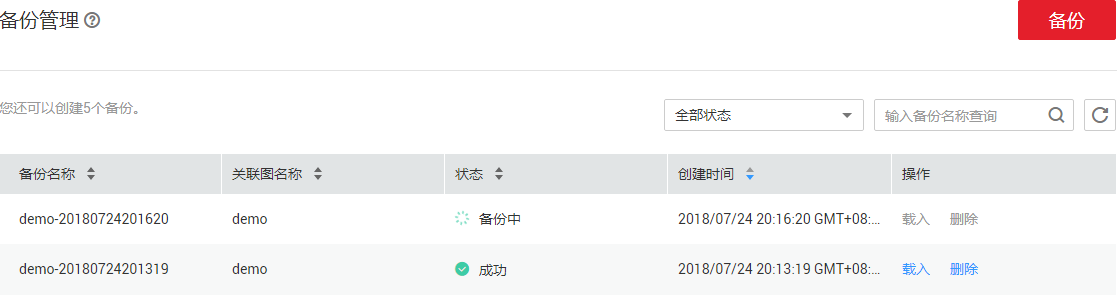 备份管理
备份
您还可以创建5个备份。
全部状态 输入备份名称查询
备份名称 关联图名称 状态 创建时间 操作
demo-20180724201620 demo 备份中 2018/07/24 20:16:20 GMT+08:... 载入 删除
demo-20180724201319 demo 成功 2018/07/24 20:13:19 GMT+08:... 载入 删除